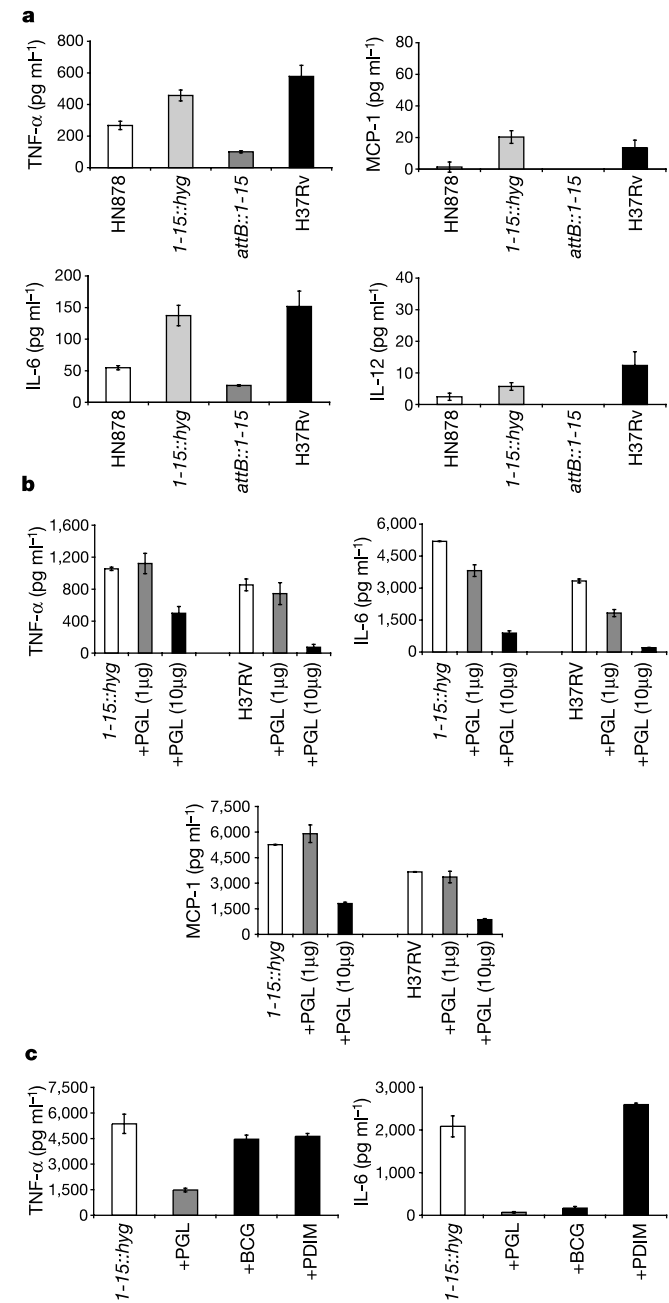 a
TNF-α (pg ml⁻¹)
800
600
400
200
0
HN878
1-15::hyg
attB::1-15
H37Rv
MCP-1 (pg ml⁻¹)
80
60
40
20
0
HN878
1-15::hyg
attB::1-15
H37Rv
IL-6 (pg ml⁻¹)
200
150
100
50
0
HN878
1-15::hyg
attB::1-15
H37Rv
IL-12 (pg ml⁻¹)
40
30
20
10
0
HN878
1-15::hyg
attB::1-15
H37Rv
b
TNF-α (pg ml⁻¹)
1,600
1,200
800
400
0
1-15::hyg
+PGL (1μg)
+PGL (10μg)
H37RV
+PGL (1μg)
+PGL (10μg)
IL-6 (pg ml⁻¹)
6,000
4,500
3,000
1,500
0
1-15::hyg
+PGL (1μg)
+PGL (10μg)
H37RV
+PGL (1μg)
+PGL (10μg)
MCP-1 (pg ml⁻¹)
7,500
6,000
4,500
3,000
1,500
0
1-15::hyg
+PGL (1μg)
+PGL (10μg)
H37RV
+PGL (1μg)
+PGL (10μg)
c
TNF-α (pg ml⁻¹)
7,500
6,000
4,500
3,000
1,500
0
1-15::hyg
+PGL
+BCG
+PDIM
IL-6 (pg ml⁻¹)
3,000
2,000
1,000
0
1-15::hyg
+PGL
+BCG
+PDIM